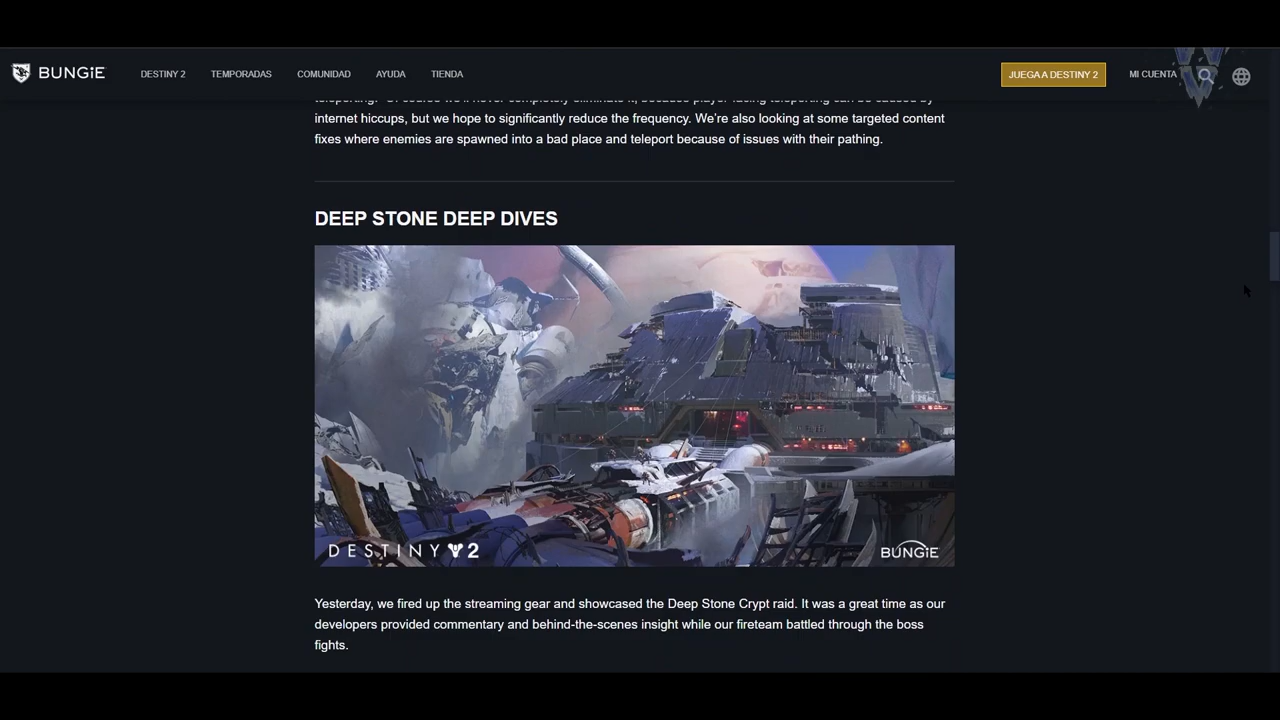 BUNGiE
DESTINY 2
TEMPORADAS
COMUNIDAD
AYUDA
TIENDA
JUEGA A DESTINY 2
MI CUENTA
internet hiccups, but we hope to significantly reduce the frequency. We're also looking at some targeted content
fixes where enemies are spawned into a bad place and teleport because of issues with their pathing.
DEEP STONE DEEP DIVES
DESTINY 2
BUNGiE
Yesterday, we fired up the streaming gear and showcased the Deep Stone Crypt raid. It was a great time as our
developers provided commentary and behind-the-scenes insight while our fireteam battled through the boss
fights.